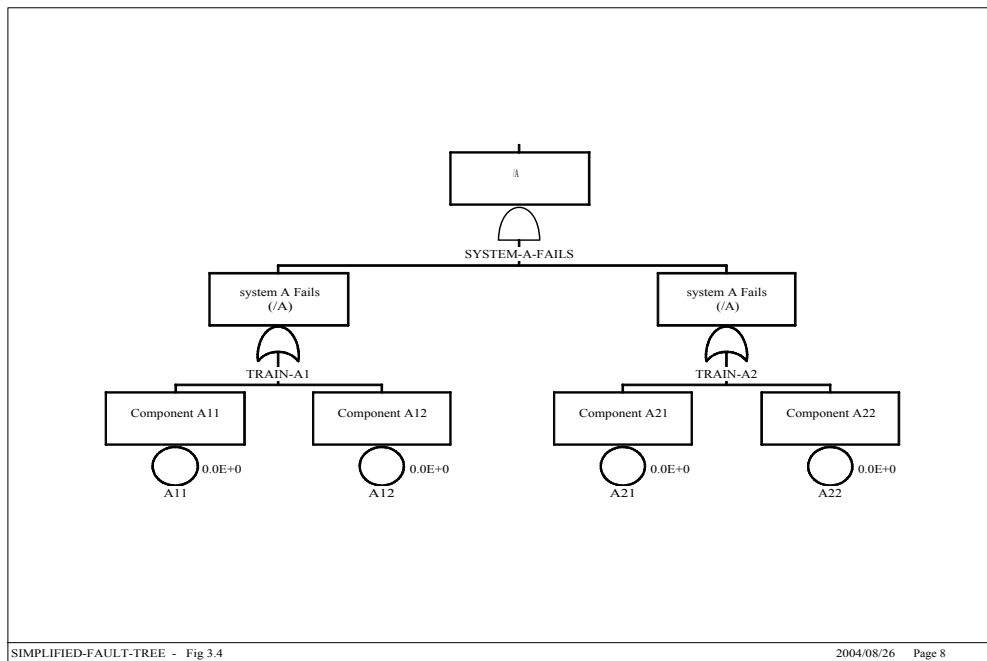 /A
SYSTEM-A-FAILS
system A Fails
(/A)
system A Fails
(/A)
TRAIN-A1
TRAIN-A2
Component A11
Component A12
Component A21
Component A22
0.0E+0
0.0E+0
0.0E+0
0.0E+0
A11
A12
A21
A22
SIMPLIFIED-FAULT-TREE - Fig 3.4
2004/08/26 Page 8